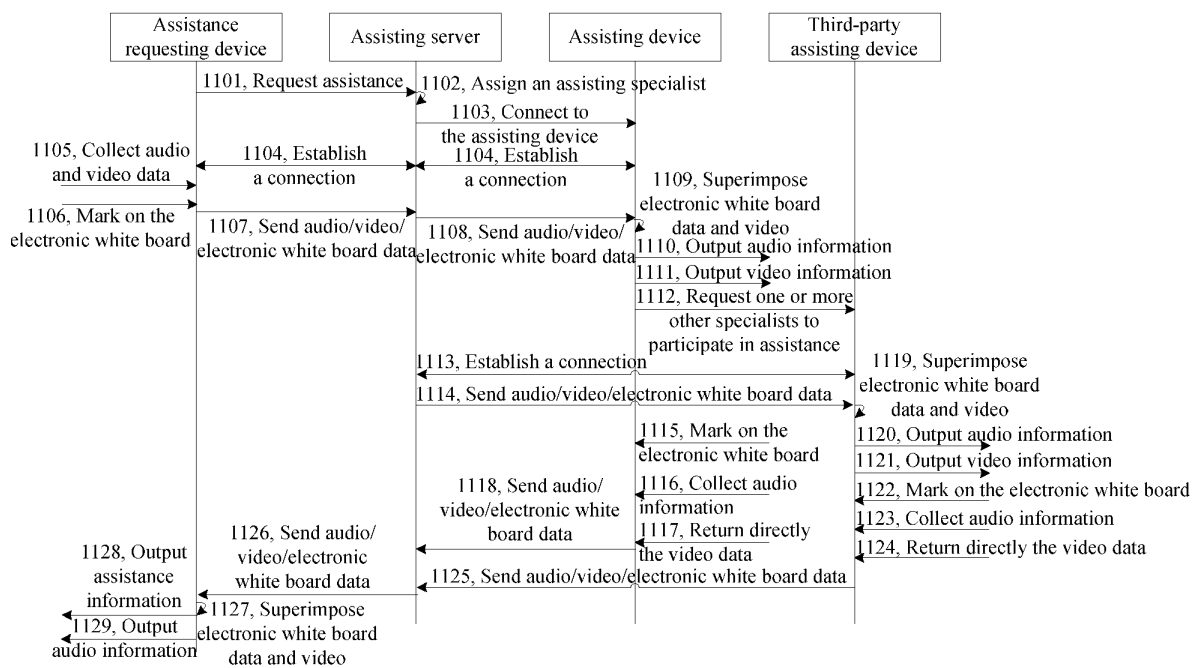 Assistance
requesting device
Assisting server
Assisting device
Third-party
assisting device
1101, Request assistance
1102, Assign an assisting specialist
1103, Connect to
the assisting device
1104, Establish
a connection
1104, Establish
a connection
1105, Collect audio
and video data
1106, Mark on the
electronic white board
1107, Send audio/video/
electronic white board data
1108, Send audio/video/
electronic white board data
1109, Superimpose
electronic white board
data and video
1110, Output audio information
1111, Output video information
1112, Request one or more
other specialists to
participate in assistance
1113, Establish a connection
1114, Send audio/video/electronic white board data
1119, Superimpose
electronic white board
data and video
1115, Mark on the
electronic white board
1120, Output audio information
1121, Output video information
1116, Collect audio
information
1122, Mark on the electronic white board
1118, Send audio/
video/electronic white
board data
1117, Return directly
the video data
1123, Collect audio information
1124, Return directly the video data
1126, Send audio/
video/electronic
white board data
1125, Send audio/video/electronic white board data
1128, Output
assistance
information
1127, Superimpose
electronic white board
data and video
1129, Output
audio information